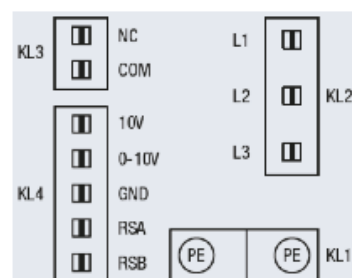 KL3
NC
COM
KL4
10V
0-10V
GND
RSA
RSB
L1
L2
L3
KL2
PE
PE
KL1